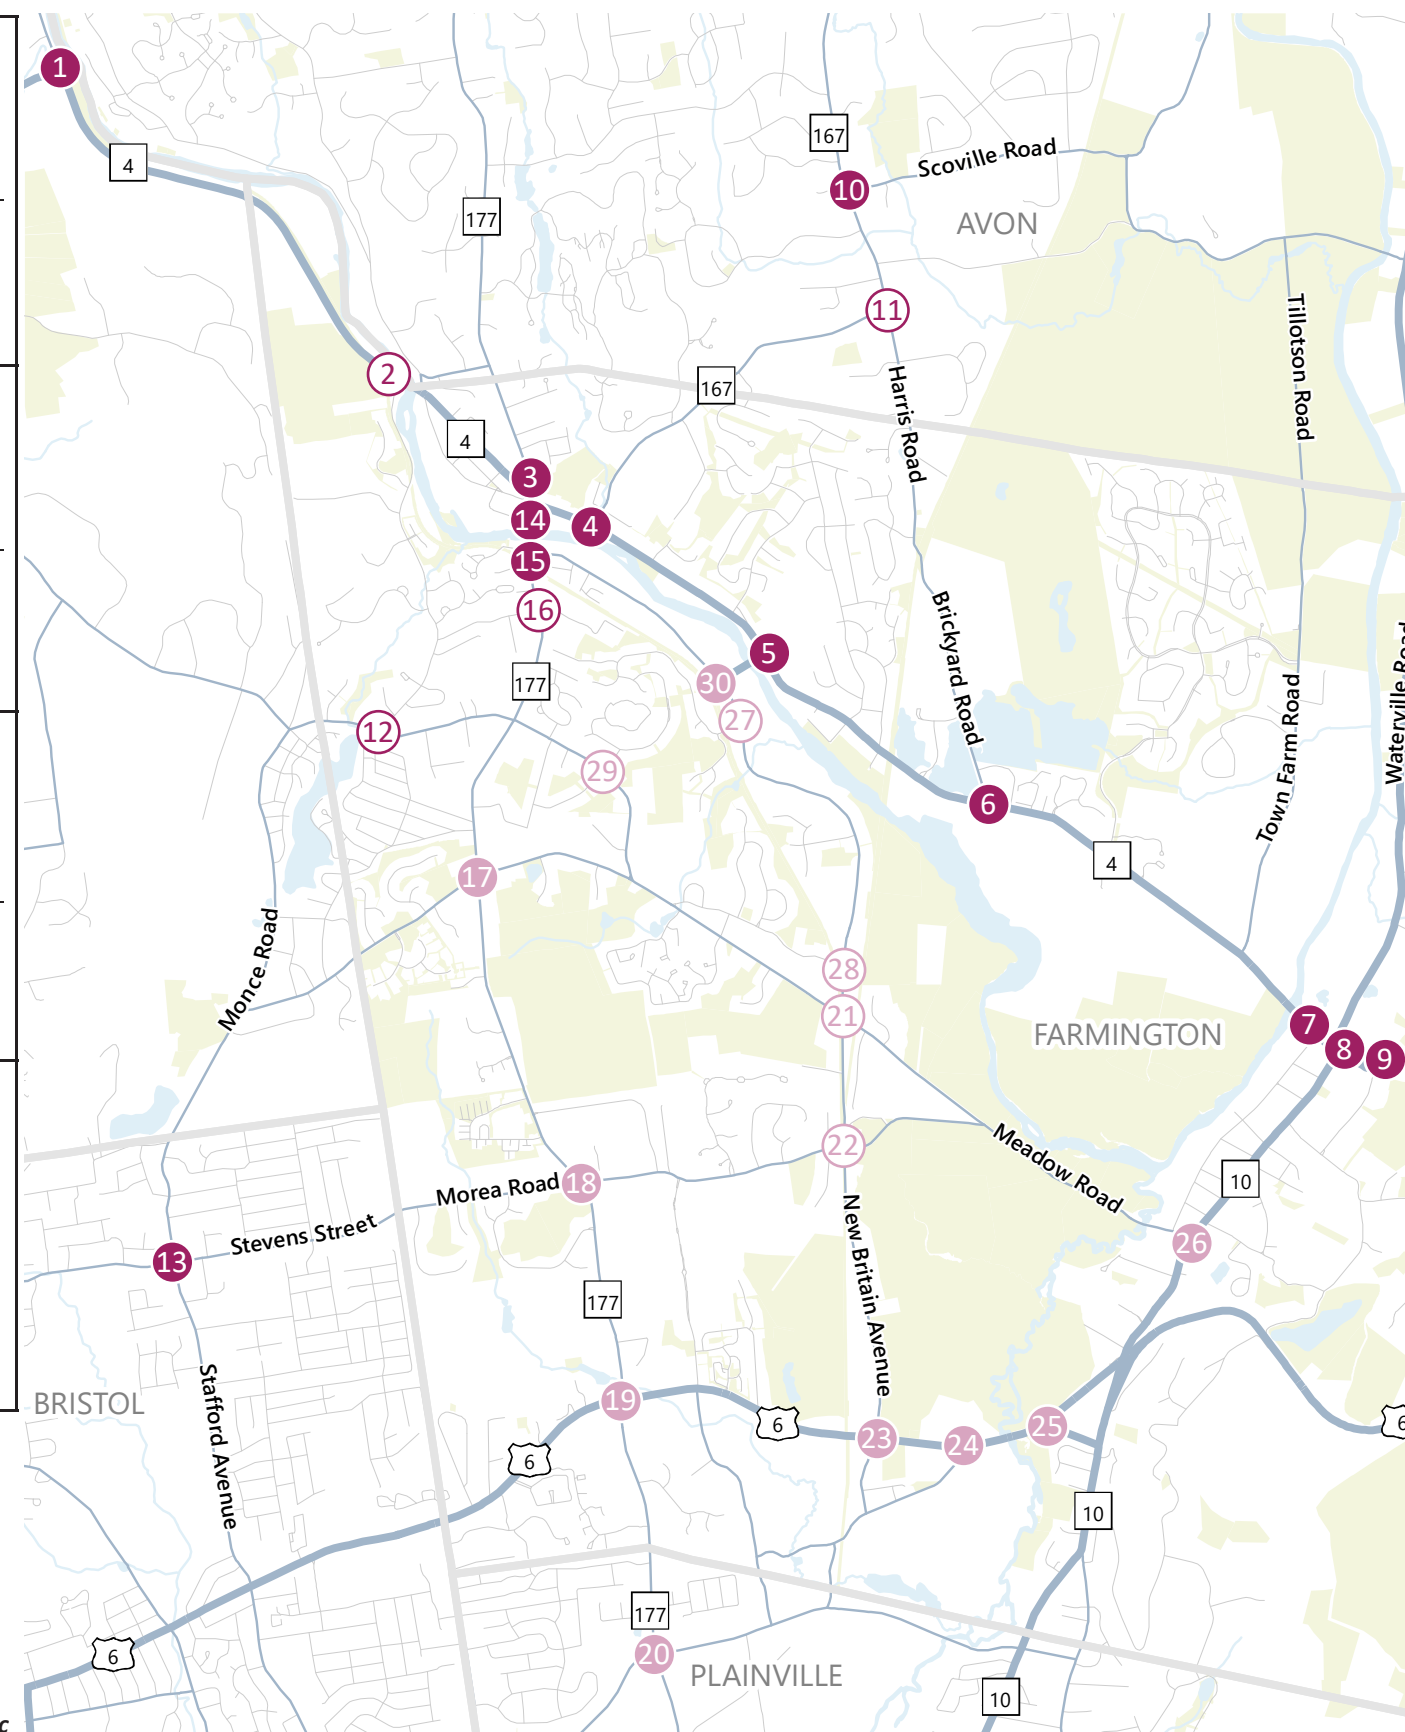 1
4
167
Scoville Road
10
177
AVON
11
Tillotson Road
2
167
Harris Road
4
3
14
4
15
16
Brickyard Road
5
177
30
27
Waterville Road
12
29
Town Farm Road
6
4
17
Monce Road
28
21
7
FARMINGTON
8
9
22
Meadow Road
10
Morea Road
18
Stevens Street
26
13
New Britain Avenue
177
Stafford Avenue
BRISTOL
19
6
6
23
24
25
6
10
177
6
20
PLAINVILLE
10
c